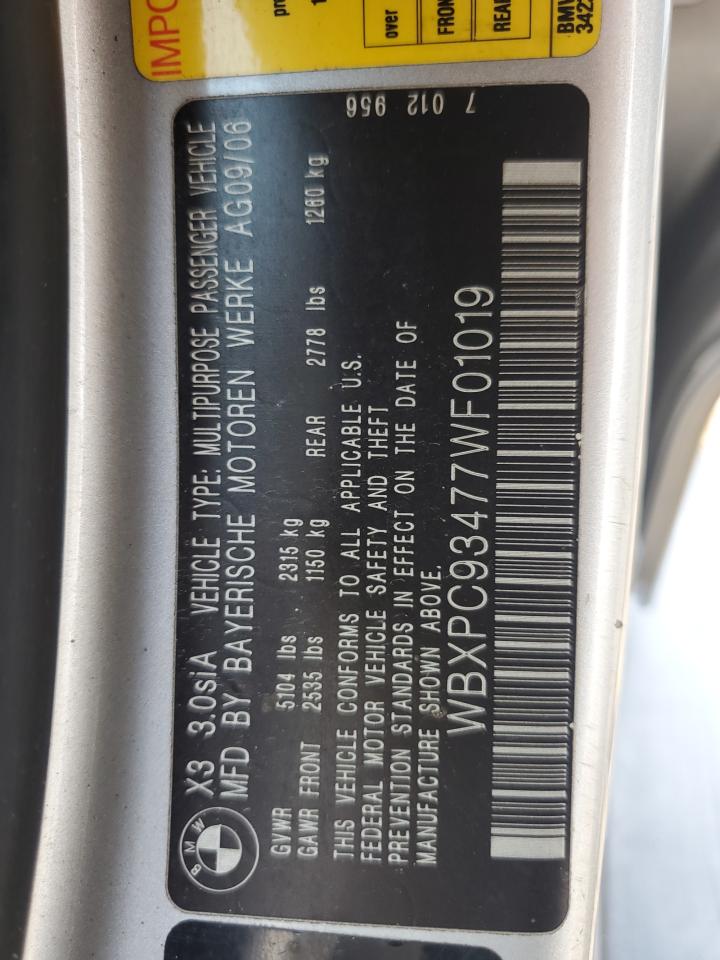 BMW
X3 3.0siA VEHICLE TYPE: MULTIPURPOSE PASSENGER VEHICLE
MFD BY BAYERISCHE MOTOREN WERKE AG09/06
GVWR 5104 lbs 2315 kg
GAWR FRONT 2535 lbs 1150 kg REAR 2778 lbs 1260 kg
THIS VEHICLE CONFORMS TO ALL APPLICABLE U.S.
FEDERAL MOTOR VEHICLE SAFETY AND THEFT
PREVENTION STANDARDS IN EFFECT ON THE DATE OF
MANUFACTURE SHOWN ABOVE.
WBXPC93477WF01019
7 012 956
over
FRON
REAR
BMW